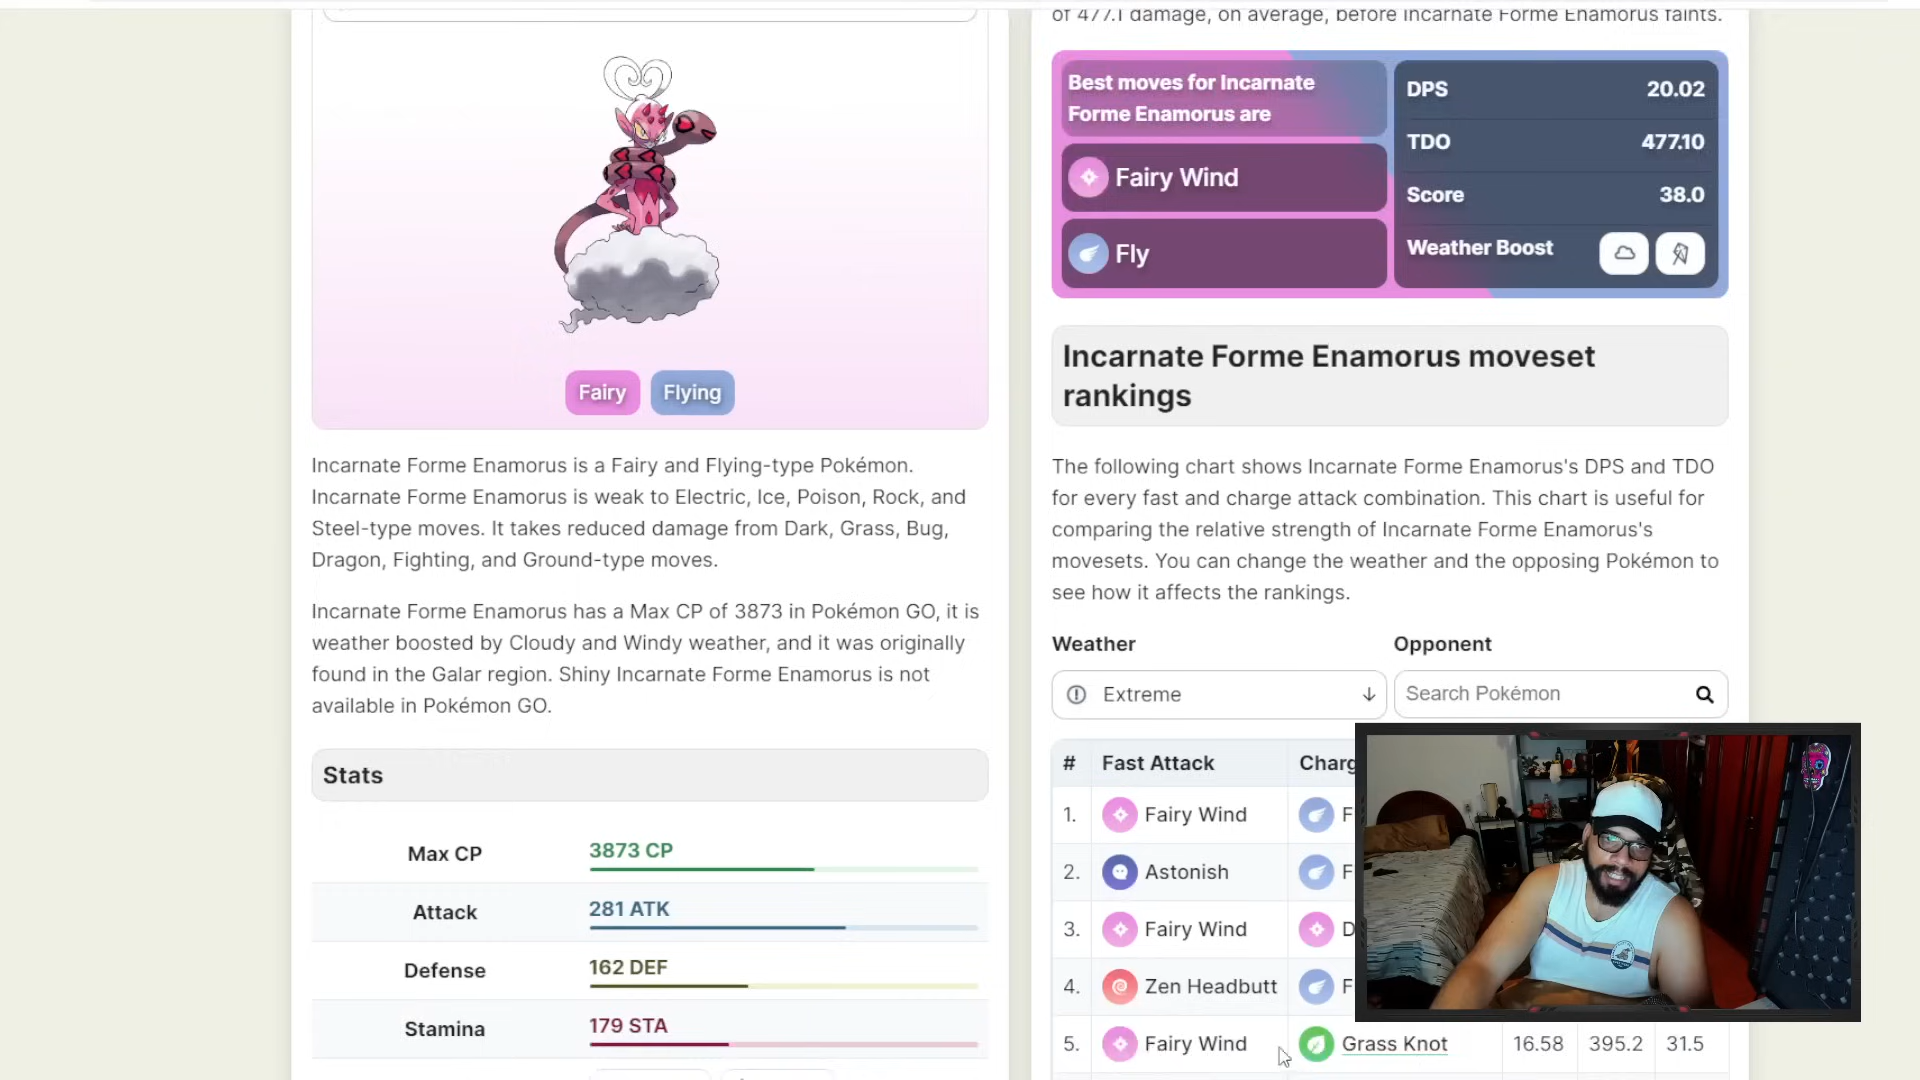 Fairy
Flying
Incarnate Forme Enamorus is a Fairy and Flying-type Pokémon.
Incarnate Forme Enamorus is weak to Electric, Ice, Poison, Rock, and
Steel-type moves. It takes reduced damage from Dark, Grass, Bug,
Dragon, Fighting, and Ground-type moves.
Incarnate Forme Enamorus has a Max CP of 3873 in Pokémon GO, it is
weather boosted by Cloudy and Windy weather, and it was originally
found in the Galar region. Shiny Incarnate Forme Enamorus is not
available in Pokémon GO.
Stats
Max CP 3873 CP
Attack 281 ATK
Defense 162 DEF
Stamina 179 STA
of 477.1 damage, on average, before Incarnate Forme Enamorus faints.
Best moves for Incarnate
Forme Enamorus are
Fairy Wind
Fly
DPS 20.02
TDO 477.10
Score 38.0
Weather Boost
Incarnate Forme Enamorus moveset
rankings
The following chart shows Incarnate Forme Enamorus's DPS and TDO
for every fast and charge attack combination. This chart is useful for
comparing the relative strength of Incarnate Forme Enamorus's
movesets. You can change the weather and the opposing Pokémon to
see how it affects the rankings.
Weather Opponent
Extreme Search Pokémon
# Fast Attack Charg
1. Fairy Wind F
2. Astonish F
3. Fairy Wind D
4. Zen Headbutt F
5. Fairy Wind Grass Knot 16.58 395.2 31.5